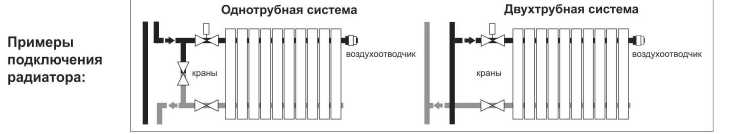 Однотрубная система
Двухтрубная система
Примеры
подключения
радиатора:
воздухоотводчик
краны
воздухоотводчик
краны